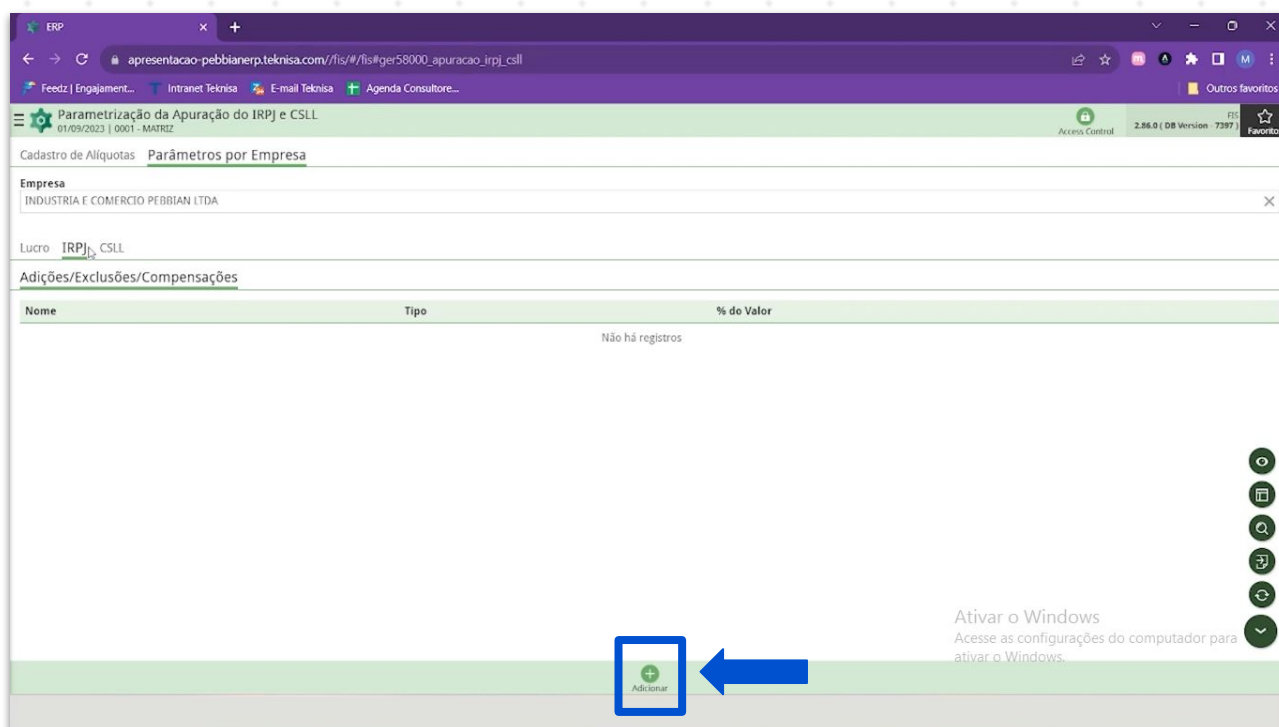 ERP
apresentacao-pebbianerp.teknisa.com//fis/#/fis#ger58000_apuracao_irpj_csll
M
Feedz | Engajament... Intranet Teknisa E-mail Teknisa Agenda Consultore... Outros favoritos
Parametrização da Apuração do IRPJ e CSLL
01/09/2023 | 0001 - MATRIZ
Access Control
FIS
2.86.0 ( DB Version - 7397 )
Favorito
Cadastro de Alíquotas Parâmetros por Empresa
Empresa
INDUSTRIA E COMERCIO PEBBIAN LTDA
Lucro IRPJ CSLL
Adições/Exclusões/Compensações
Nome Tipo % do Valor
Não há registros
Ativar o Windows
Acesse as configurações do computador para
ativar o Windows.
Adicionar